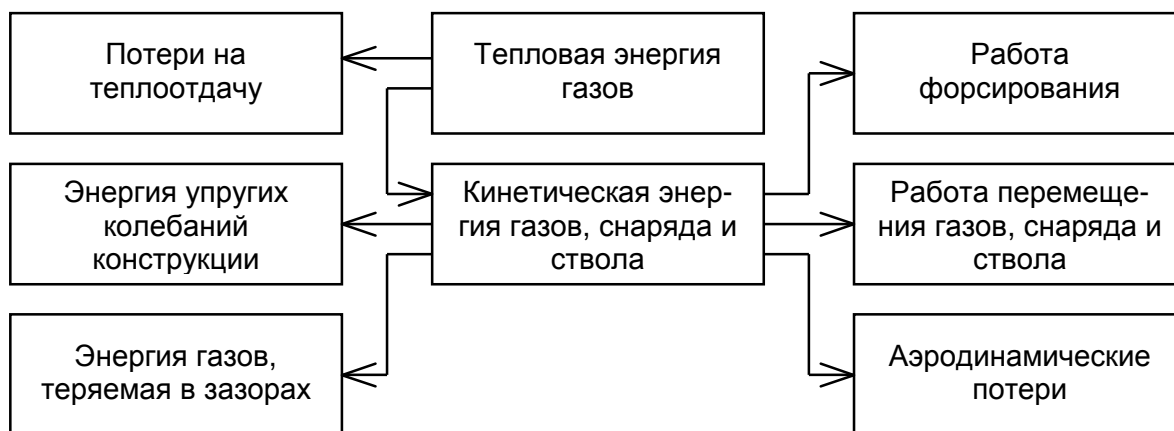 Потери на
теплоотдачу
Тепловая энергия
газов
Работа
форсирования
Энергия упругих
колебаний
конструкции
Кинетическая энер-
гия газов, снаряда и
ствола
Работа перемеще-
ния газов, снаряда и
ствола
Энергия газов,
теряемая в зазорах
Аэродинамические
потери